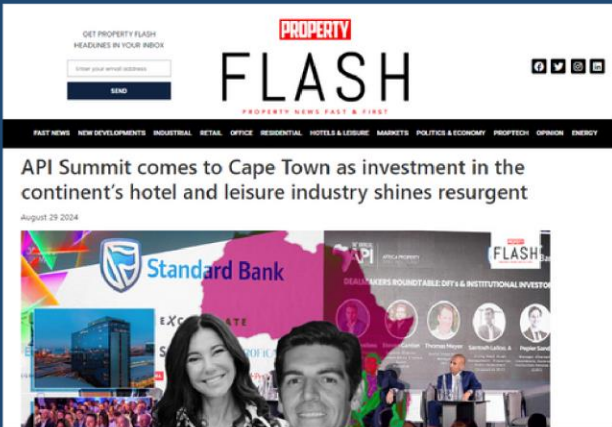 GET PROPERTY FLASH
HEADLINES IN YOUR INBOX
Enter your email address
SEND
PROPERTY
FLASH
PROPERTY NEWS FAST & FIRST
FAST NEWS NEW DEVELOPMENTS INDUSTRIAL RETAIL OFFICE RESIDENTIAL HOTELS & LEISURE MARKETS POLITICS & ECONOMY PROPTECH OPINION ENERGY
API Summit comes to Cape Town as investment in the
continent's hotel and leisure industry shines resurgent
August 29 2024
Standard Bank
API
PROPERTY
FLASH
DEALMAKERS ROUNDTABLE: DFI's & INSTITUTIONAL INVESTO
Thomas Reyer